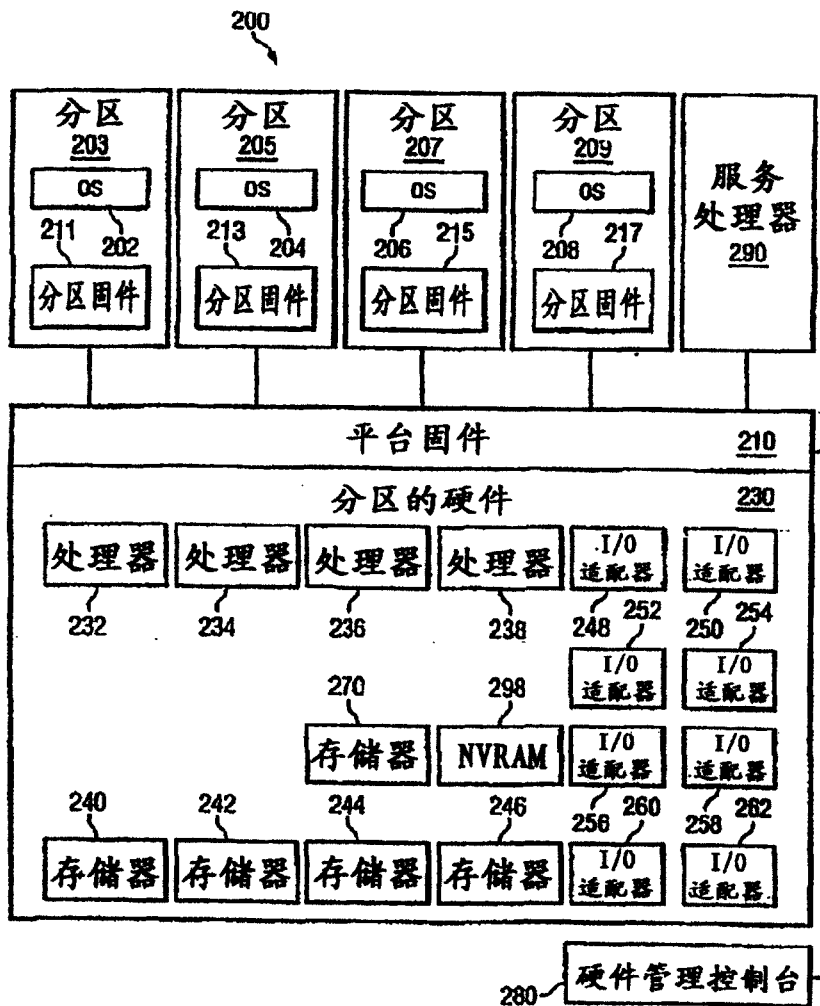 200
分区 分区 分区 分区
203 205 207 209
OS OS OS OS
服务
处理器
290
211 202 213 204 206 215 208 217
分区固件 分区固件 分区固件 分区固件
平台固件 210
分区的硬件 230
处理器 处理器 处理器 处理器 I/O 适配器 I/O 适配器
232 234 236 238 248 252 250 254
I/O 适配器 I/O 适配器
270 298
存储器 NVRAM I/O 适配器 I/O 适配器
240 242 244 246 256 260 258 262
存储器 存储器 存储器 存储器 I/O 适配器 I/O 适配器
280 硬件管理控制台